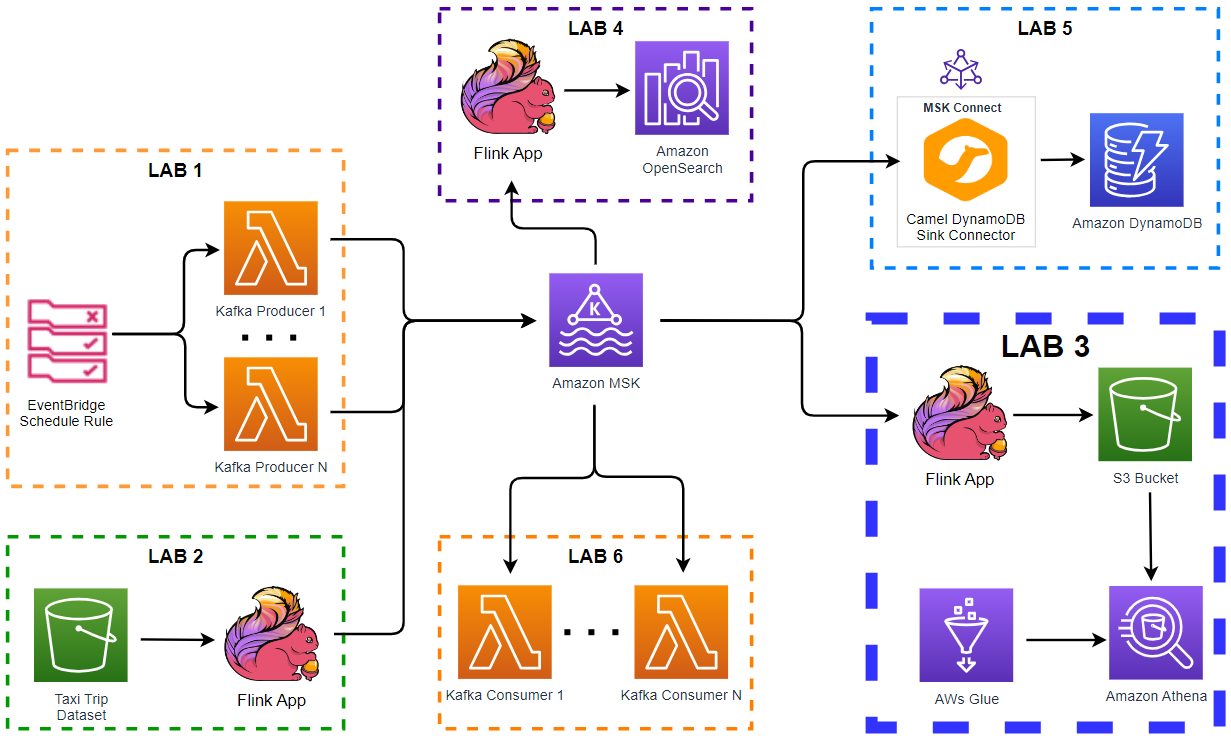 LAB 1
EventBridge
Schedule Rule
Kafka Producer 1
Kafka Producer N
LAB 2
Taxi Trip
Dataset
Flink App
LAB 4
Flink App
Amazon
OpenSearch
K
Amazon MSK
LAB 6
Kafka Consumer 1
Kafka Consumer N
LAB 5
MSK Connect
Camel DynamoDB
Sink Connector
Amazon DynamoDB
LAB 3
Flink App
S3 Bucket
AWs Glue
Amazon Athena